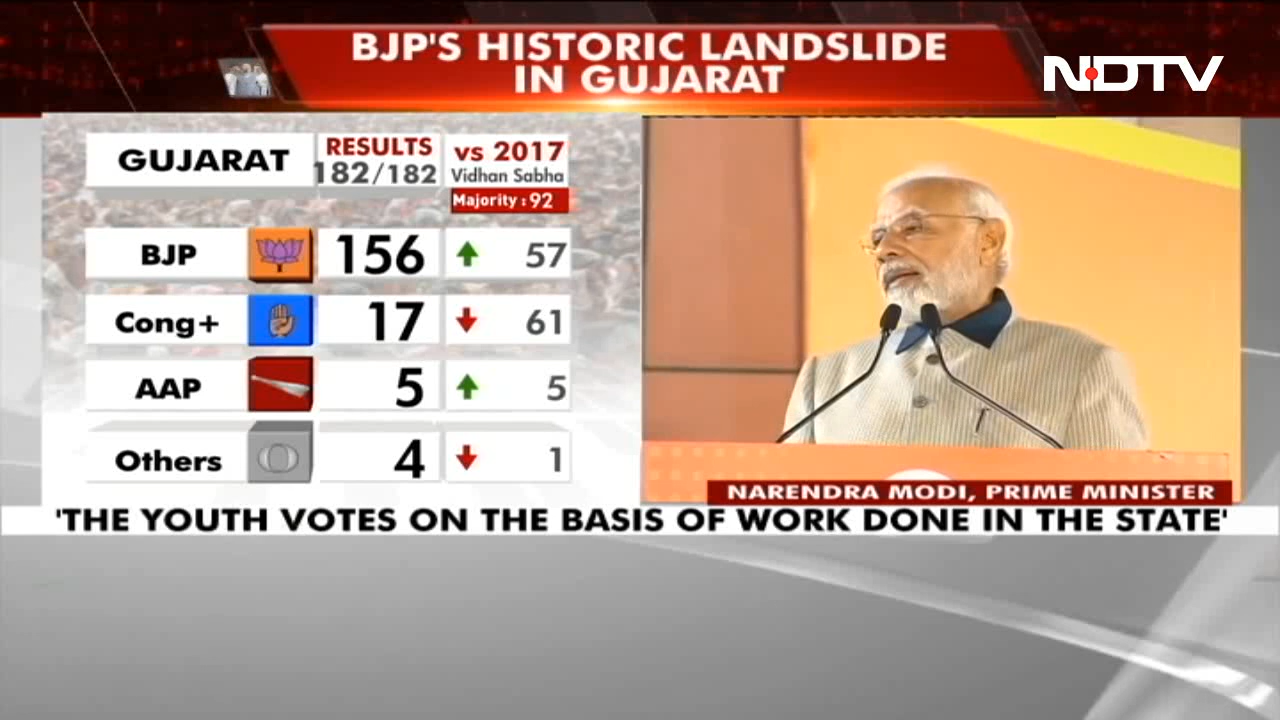 BJP'S HISTORIC LANDSLIDE
IN GUJARAT
NDTV
GUJARAT
RESULTS
182/182
vs 2017
Vidhan Sabha
Majority : 92
BJP 156 57
Cong+ 17 61
AAP 5 5
Others 4 1
NARENDRA MODI, PRIME MINISTER
'THE YOUTH VOTES ON THE BASIS OF WORK DONE IN THE STATE'